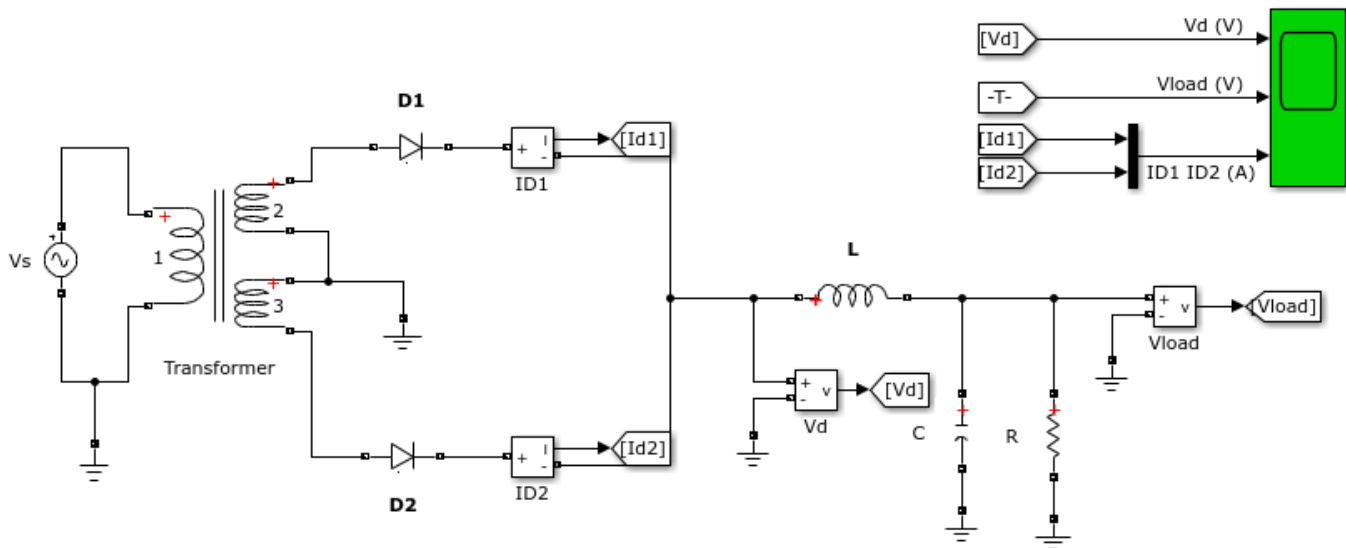 [Vd]
Vd (V)
-T-
Vload (V)
[Id1]
[Id2]
ID1 ID2 (A)
D1
+
i
-
ID1
[Id1]
Vs
+
+
1
+
2
+
3
Transformer
L
+
+
-
v
Vload
[Vload]
+
-
v
Vd
[Vd]
+
C
+
R
D2
+
i
-
ID2
[Id2]